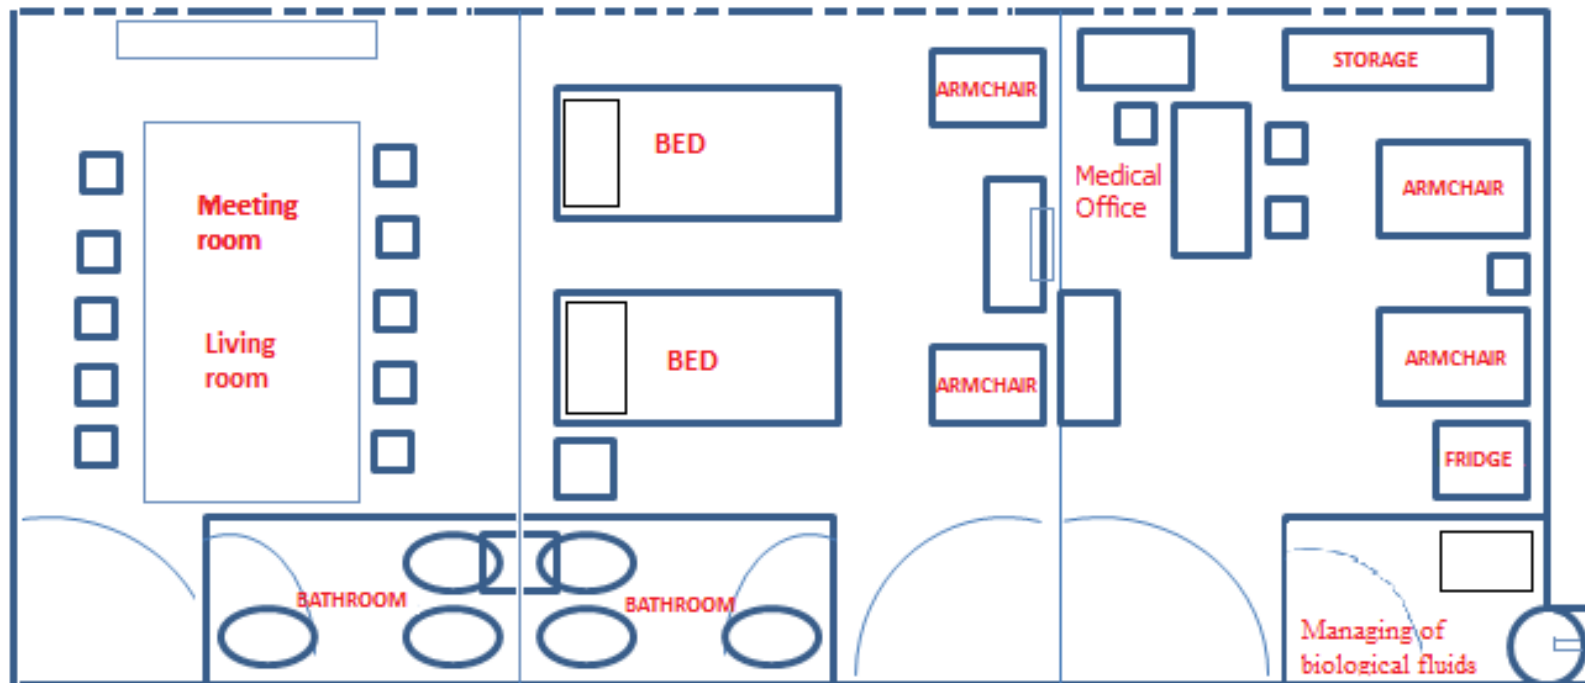 Meeting
room
Living
room
BATHROOM
BED
BED
BATHROOM
ARMCHAIR
ARMCHAIR
Medical
Office
STORAGE
ARMCHAIR
ARMCHAIR
FRIDGE
Managing of
biological fluids